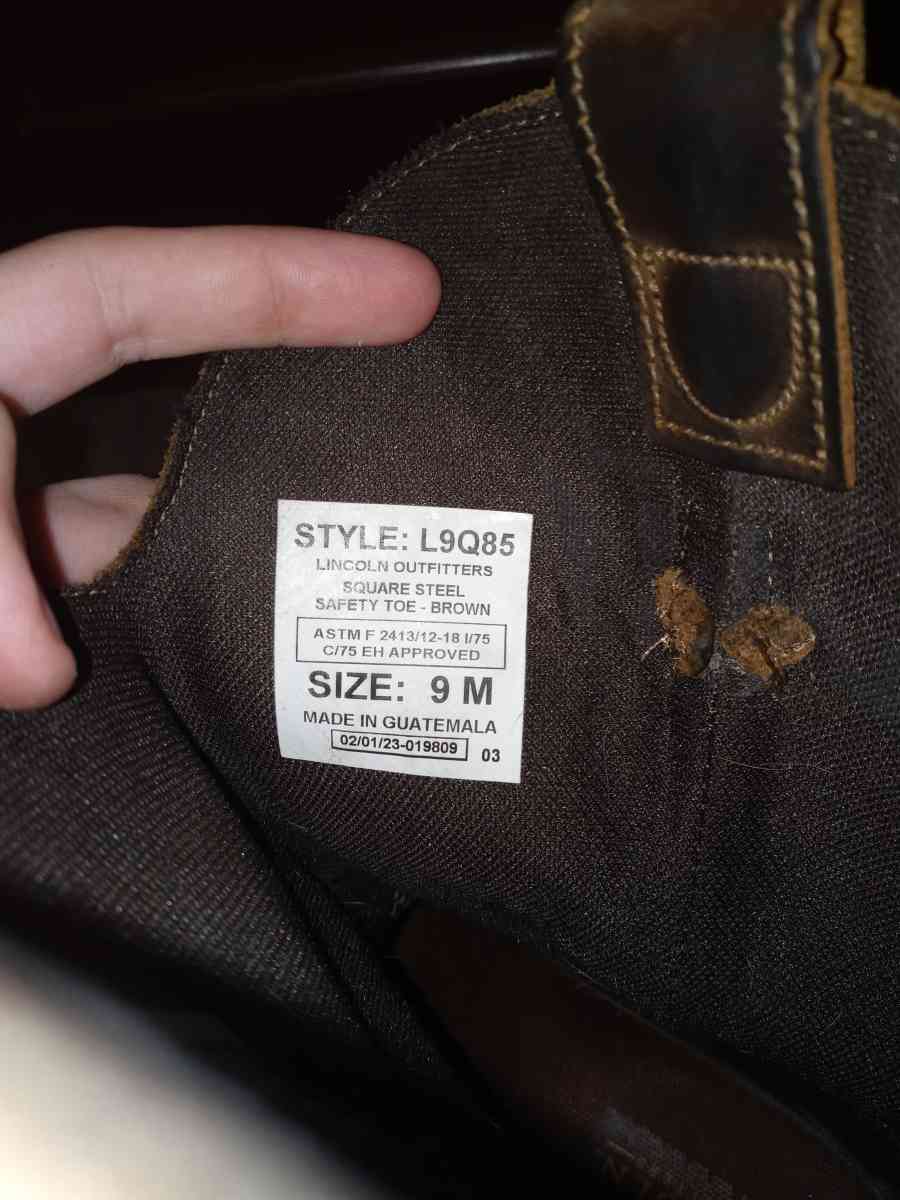 STYLE: L9Q85
LINCOLN OUTFITTERS
SQUARE STEEL
SAFETY TOE - BROWN
ASTM F 2413/12-18 I/75
C/75 EH APPROVED
SIZE: 9 M
MADE IN GUATEMALA
02/01/23-019809
03